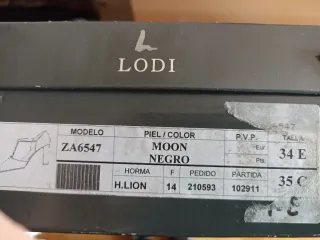 L
LODI
MODELO PIEL / COLOR P.V.P. TALLA
ZA6547 MOON Eur 34 E
NEGRO Pts
HORMA F PEDIDO PARTIDA 35 C
H.LION 14 210593 102911